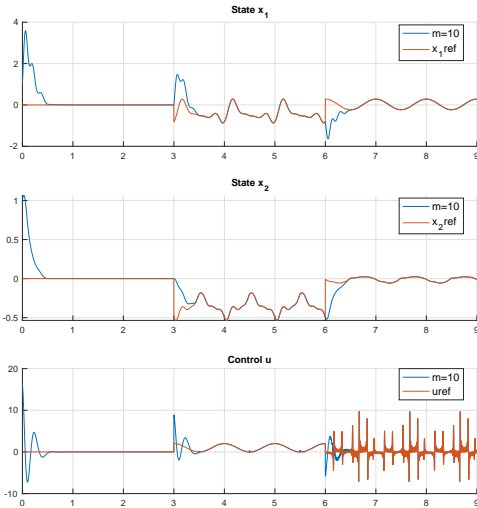 State x₁
4
2
0
-2
m=10
x₁ref
0 1 2 3 4 5 6 7 8 9
State x₂
1
0.5
0
-0.5
m=10
x₂ref
0 1 2 3 4 5 6 7 8 9
Control u
20
10
0
-10
m=10
uref
0 1 2 3 4 5 6 7 8 9